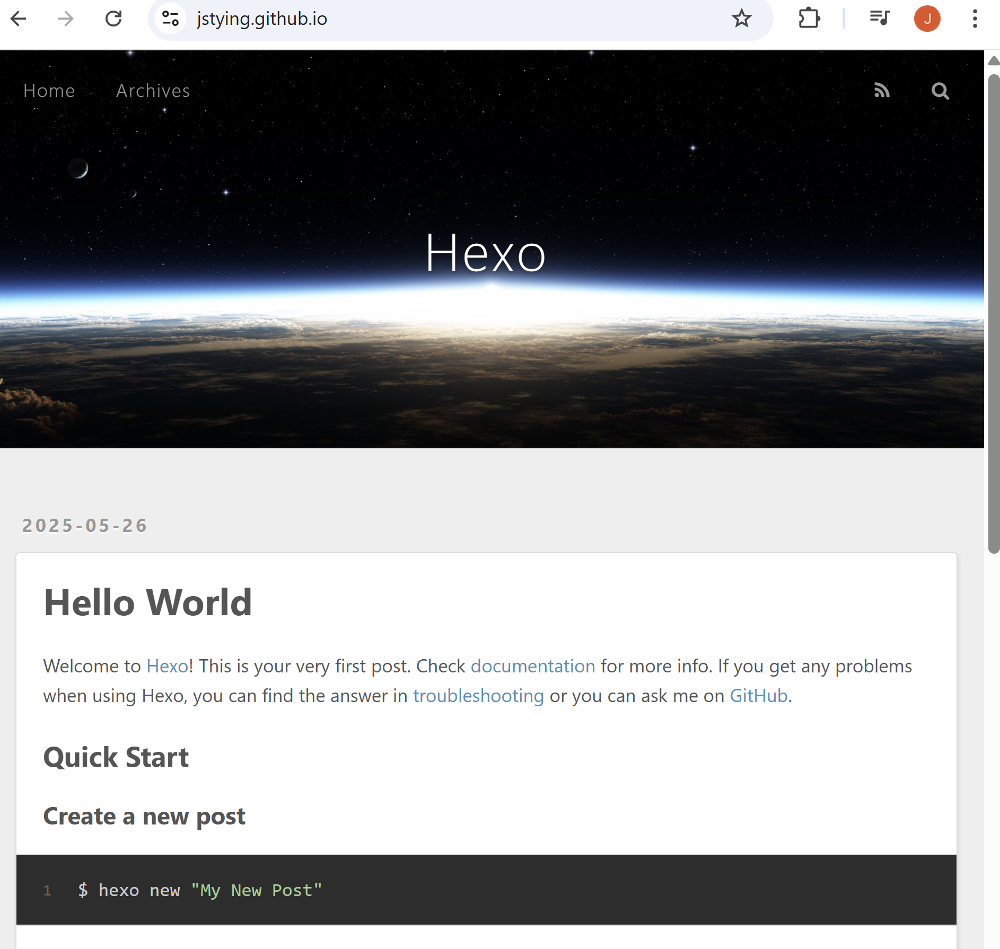 jstying.github.io
J
Home Archives
Hexo
2025-05-26
Hello World
Welcome to Hexo! This is your very first post. Check documentation for more info. If you get any problems
when using Hexo, you can find the answer in troubleshooting or you can ask me on GitHub.
Quick Start
Create a new post
1 $ hexo new "My New Post"